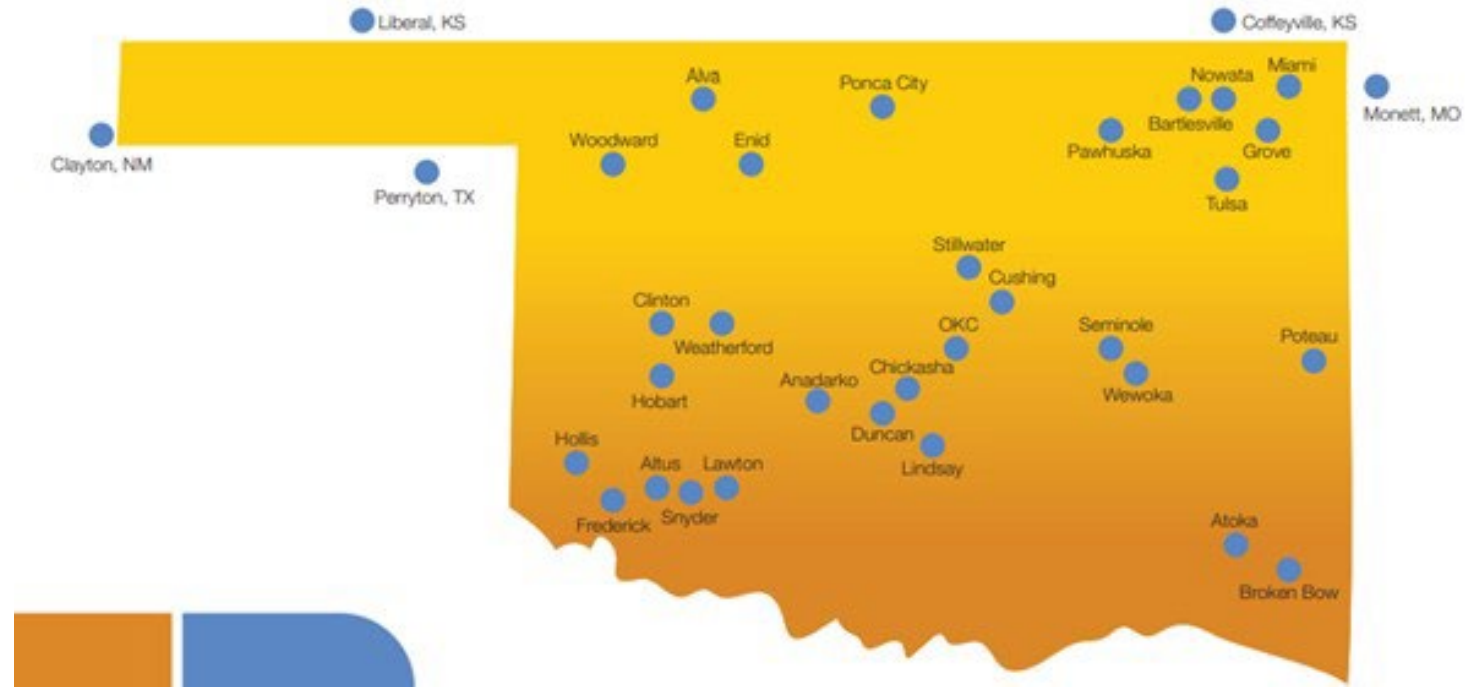 Liberal, KS
Coffeyville, KS
Miami
Alva
Nowata
Ponca City
Monett, MO
Bartlesville
Woodward
Enid
Pawhuska
Grove
Clayton, NM
Perryton, TX
Tulsa
Stillwater
Cushing
Clinton
OKC
Seminole
Poteau
Weatherford
Chickasha
Anadarko
Wewoka
Hobart
Duncan
Hollis
Altus
Lawton
Lindsay
Snyder
Frederick
Atoka
Broken Bow